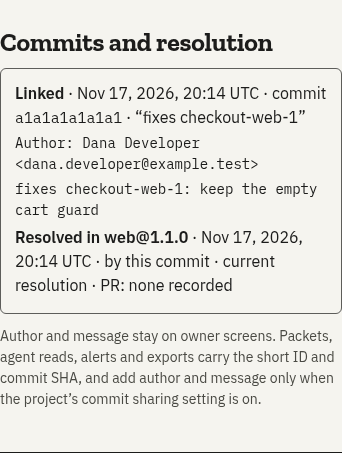 Commits and resolution
Linked · Nov 17, 2026, 20:14 UTC · commit
a1a1a1a1a1a1 · “fixes checkout-web-1”
Author: Dana Developer
<dana.developer@example.test>
fixes checkout-web-1: keep the empty
cart guard
Resolved in web@1.1.0 · Nov 17, 2026,
20:14 UTC · by this commit · current
resolution · PR: none recorded
Author and message stay on owner screens. Packets,
agent reads, alerts and exports carry the short ID and
commit SHA, and add author and message only when
the project’s commit sharing setting is on.